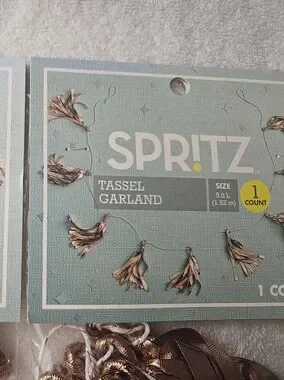 SPR!TZ
TASSEL
GARLAND
SIZE
5 ft L
(1.52 m)
1
COUNT
1 CO